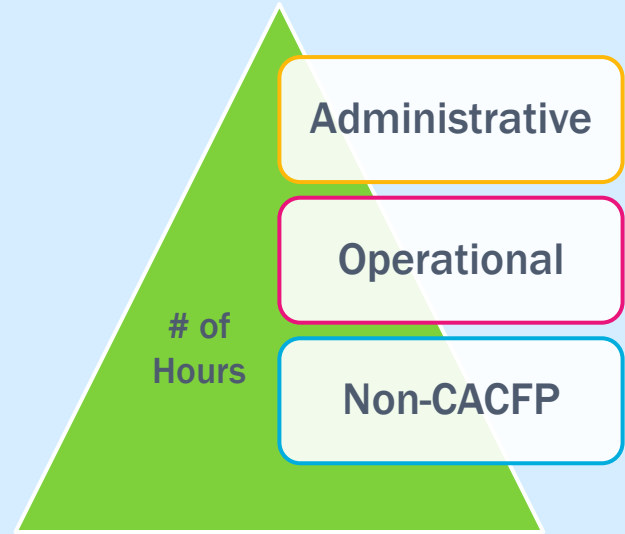 Administrative
Operational
# of
Hours
Non-CACFP